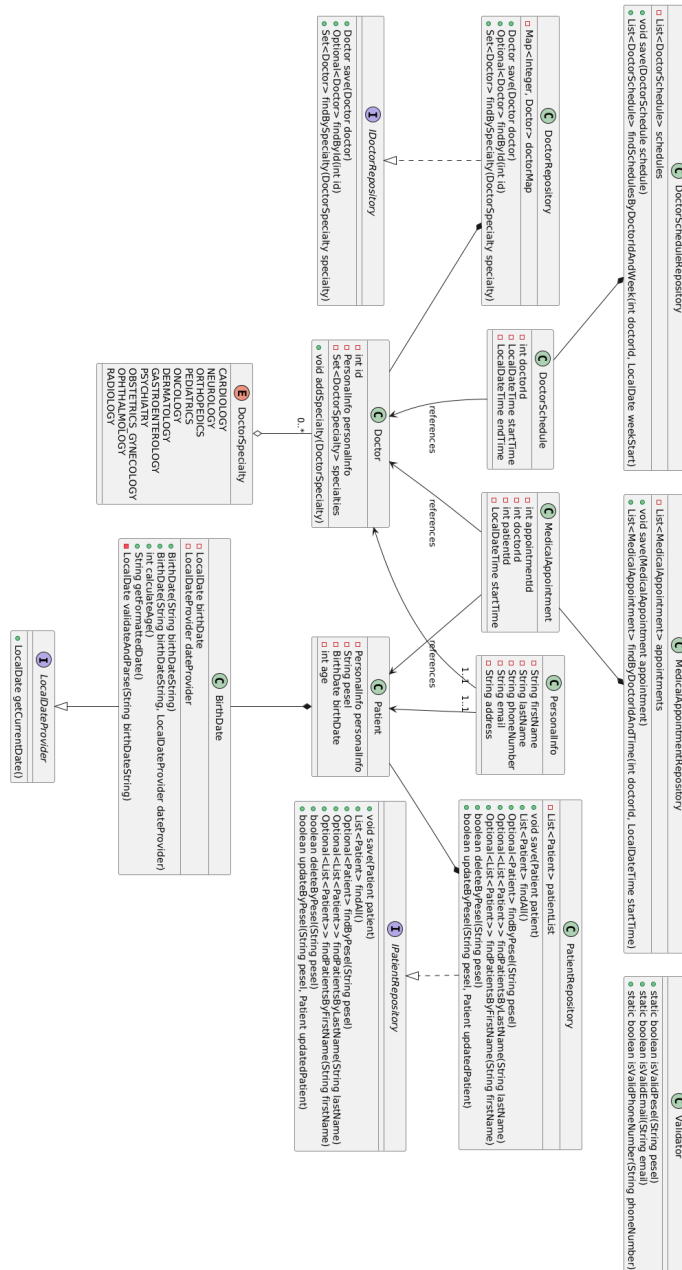 C DoctorScheduleRepository
List<DoctorSchedule> schedules
void save(DoctorSchedule schedule)
List<DoctorSchedule> findSchedulesByDoctorIdAndWeek(int doctorId, LocalDate weekStart)
C MedicalAppointmentRepository
List<MedicalAppointment> appointments
void save(MedicalAppointment appointment)
List<MedicalAppointment> findByDoctorIdAndTime(int doctorId, LocalDateTime startTime)
C Validator
static boolean isValidPesel(String pesel)
static boolean isValidEmail(String email)
static boolean isValidPhoneNumber(String phoneNumber)
C DoctorRepository
Map<Integer, Doctor> doctorMap
Doctor save(Doctor doctor)
Optional<Doctor> findById(int id)
Set<Doctor> findBySpecialty(DoctorSpecialty specialty)
C DoctorSchedule
int doctorId
LocalDateTime startTime
LocalDateTime endTime
C MedicalAppointment
int appointmentId
int doctorId
int patientId
LocalDateTime startTime
C PersonalInfo
String firstName
String lastName
String phoneNumber
String email
String address
C PatientRepository
List<Patient> patientList
void save(Patient patient)
List<Patient> findAll()
Optional<Patient> findByPesel(String pesel)
Optional<List<Patient>> findPatientsByLastName(String lastName)
Optional<List<Patient>> findPatientsByFirstName(String firstName)
boolean deleteByPesel(String pesel)
boolean updateByPesel(String pesel, Patient updatedPatient)
references
references
references
1..1
1..1
I IDoctorRepository
Doctor save(Doctor doctor)
Optional<Doctor> findById(int id)
Set<Doctor> findBySpecialty(DoctorSpecialty specialty)
C Doctor
int id
PersonalInfo personalInfo
Set<DoctorSpecialty> specialties
void addSpecialty(DoctorSpecialty)
C Patient
PersonalInfo personalInfo
String pesel
BirthDate birthDate
int age
I IPatientRepository
void save(Patient patient)
List<Patient> findAll()
Optional<Patient> findByPesel(String pesel)
Optional<List<Patient>> findPatientsByLastName(String lastName)
Optional<List<Patient>> findPatientsByFirstName(String firstName)
boolean deleteByPesel(String pesel)
boolean updateByPesel(String pesel, Patient updatedPatient)
0..*
E DoctorSpecialty
CARDIOLOGY
NEUROLOGY
ORTHOPEDICS
PEDIATRICS
ONCOLOGY
DERMATOLOGY
GASTROENTEROLOGY
PSYCHIATRY
OBSTETRICS_GYNECOLOGY
OPHTHALMOLOGY
RADIOLOGY
C BirthDate
LocalDate birthDate
LocalDateProvider dateProvider
BirthDate(String birthDateString)
BirthDate(String birthDateString, LocalDateProvider dateProvider)
int calculateAge()
String getFormattedDate()
LocalDate validateAndParse(String birthDateString)
I LocalDateProvider
LocalDate getCurrentDate()